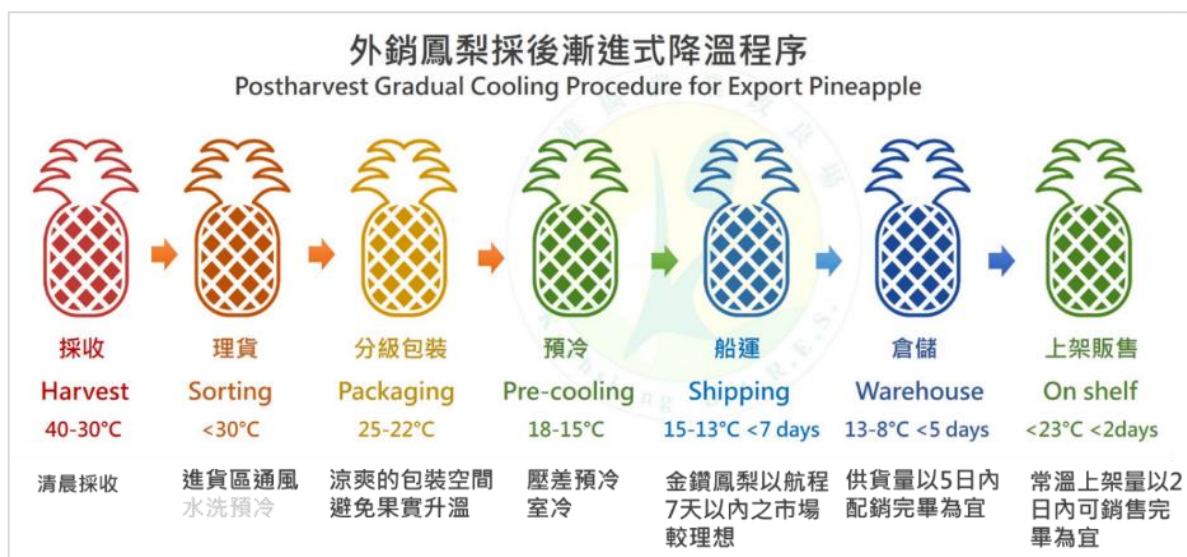 外銷鳳梨採後漸進式降溫程序
Postharvest Gradual Cooling Procedure for Export Pineapple
採收
Harvest
40-30°C
清晨採收
理貨
Sorting
<30°C
進貨區通風
水洗預冷
分級包裝
Packaging
25-22°C
涼爽的包裝空間
避免果實升溫
預冷
Pre-cooling
18-15°C
壓差預冷
室冷
船運
Shipping
15-13°C <7 days
金鑽鳳梨以航程
7天以內之市場
較理想
倉儲
Warehouse
13-8°C <5 days
供貨量以5日內
配銷完畢為宜
上架販售
On shelf
<23°C <2days
常溫上架量以2
日內可銷售完
畢為宜